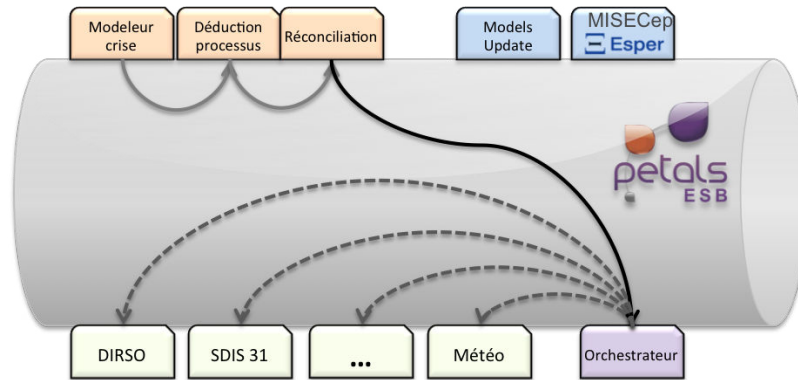 Modeleur
crise
Déduction
processus
Réconciliation
Models
Update
MISECep
Esper
petals
ESB
DIRSO
SDIS 31
...
Météo
Orchestrateur